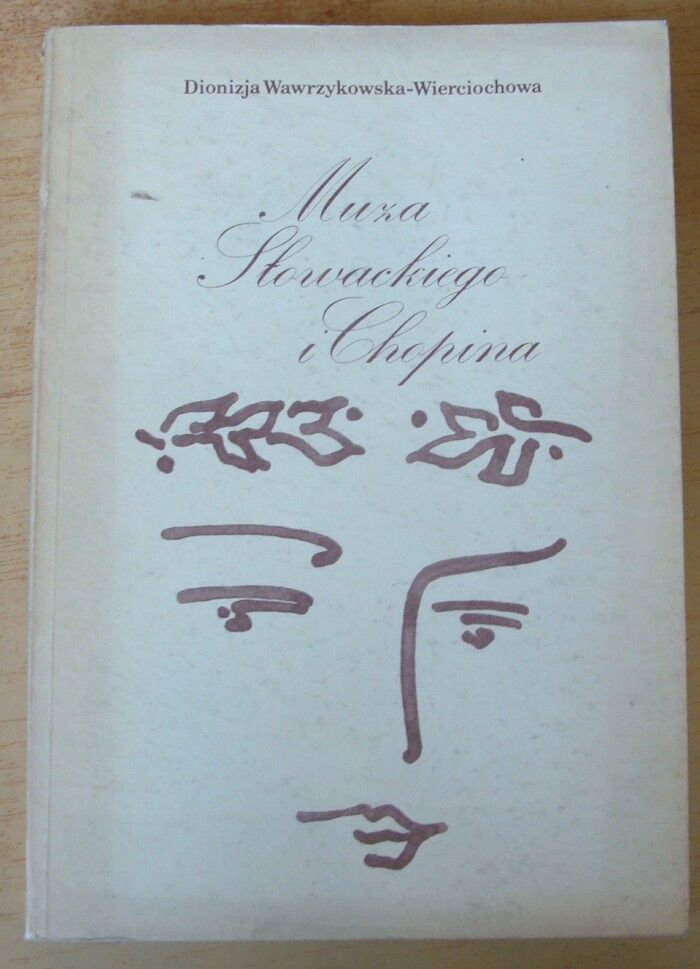 Dionizja Wawrzykowska-Wierciochowa
Muza
Słowackiego
i Chopina